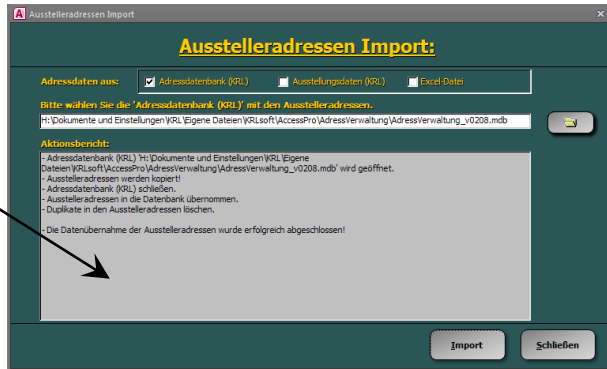 A Ausstelleradressen Import
Ausstelleradressen Import:
Adressdaten aus: Adressdatenbank (KRL) Ausstellungsdaten (KRL) Excel-Datei
Bitte wählen Sie die 'Adressdatenbank (KRL)' mit den Ausstelleradressen.
H:\Dokumente und Einstellungen\KRL\Eigene Dateien\KRLsoft\AccessPro\AdressVerwaltung\AdressVerwaltung_v0208.mdb
Aktionsbericht:
- Adressdatenbank (KRL) 'H:\Dokumente und Einstellungen\KRL\Eigene
Dateien\KRLsoft\AccessPro\AdressVerwaltung\AdressVerwaltung_v0208.mdb' wird geöffnet.
- Ausstelleradressen werden kopiert!
- Adressdatenbank (KRL) schließen.
- Ausstelleradressen in die Datenbank übernommen.
- Duplikate in den Ausstelleradressen löschen.
- Die Datenübernahme der Ausstelleradressen wurde erfolgreich abgeschlossen!
Import
Schließen